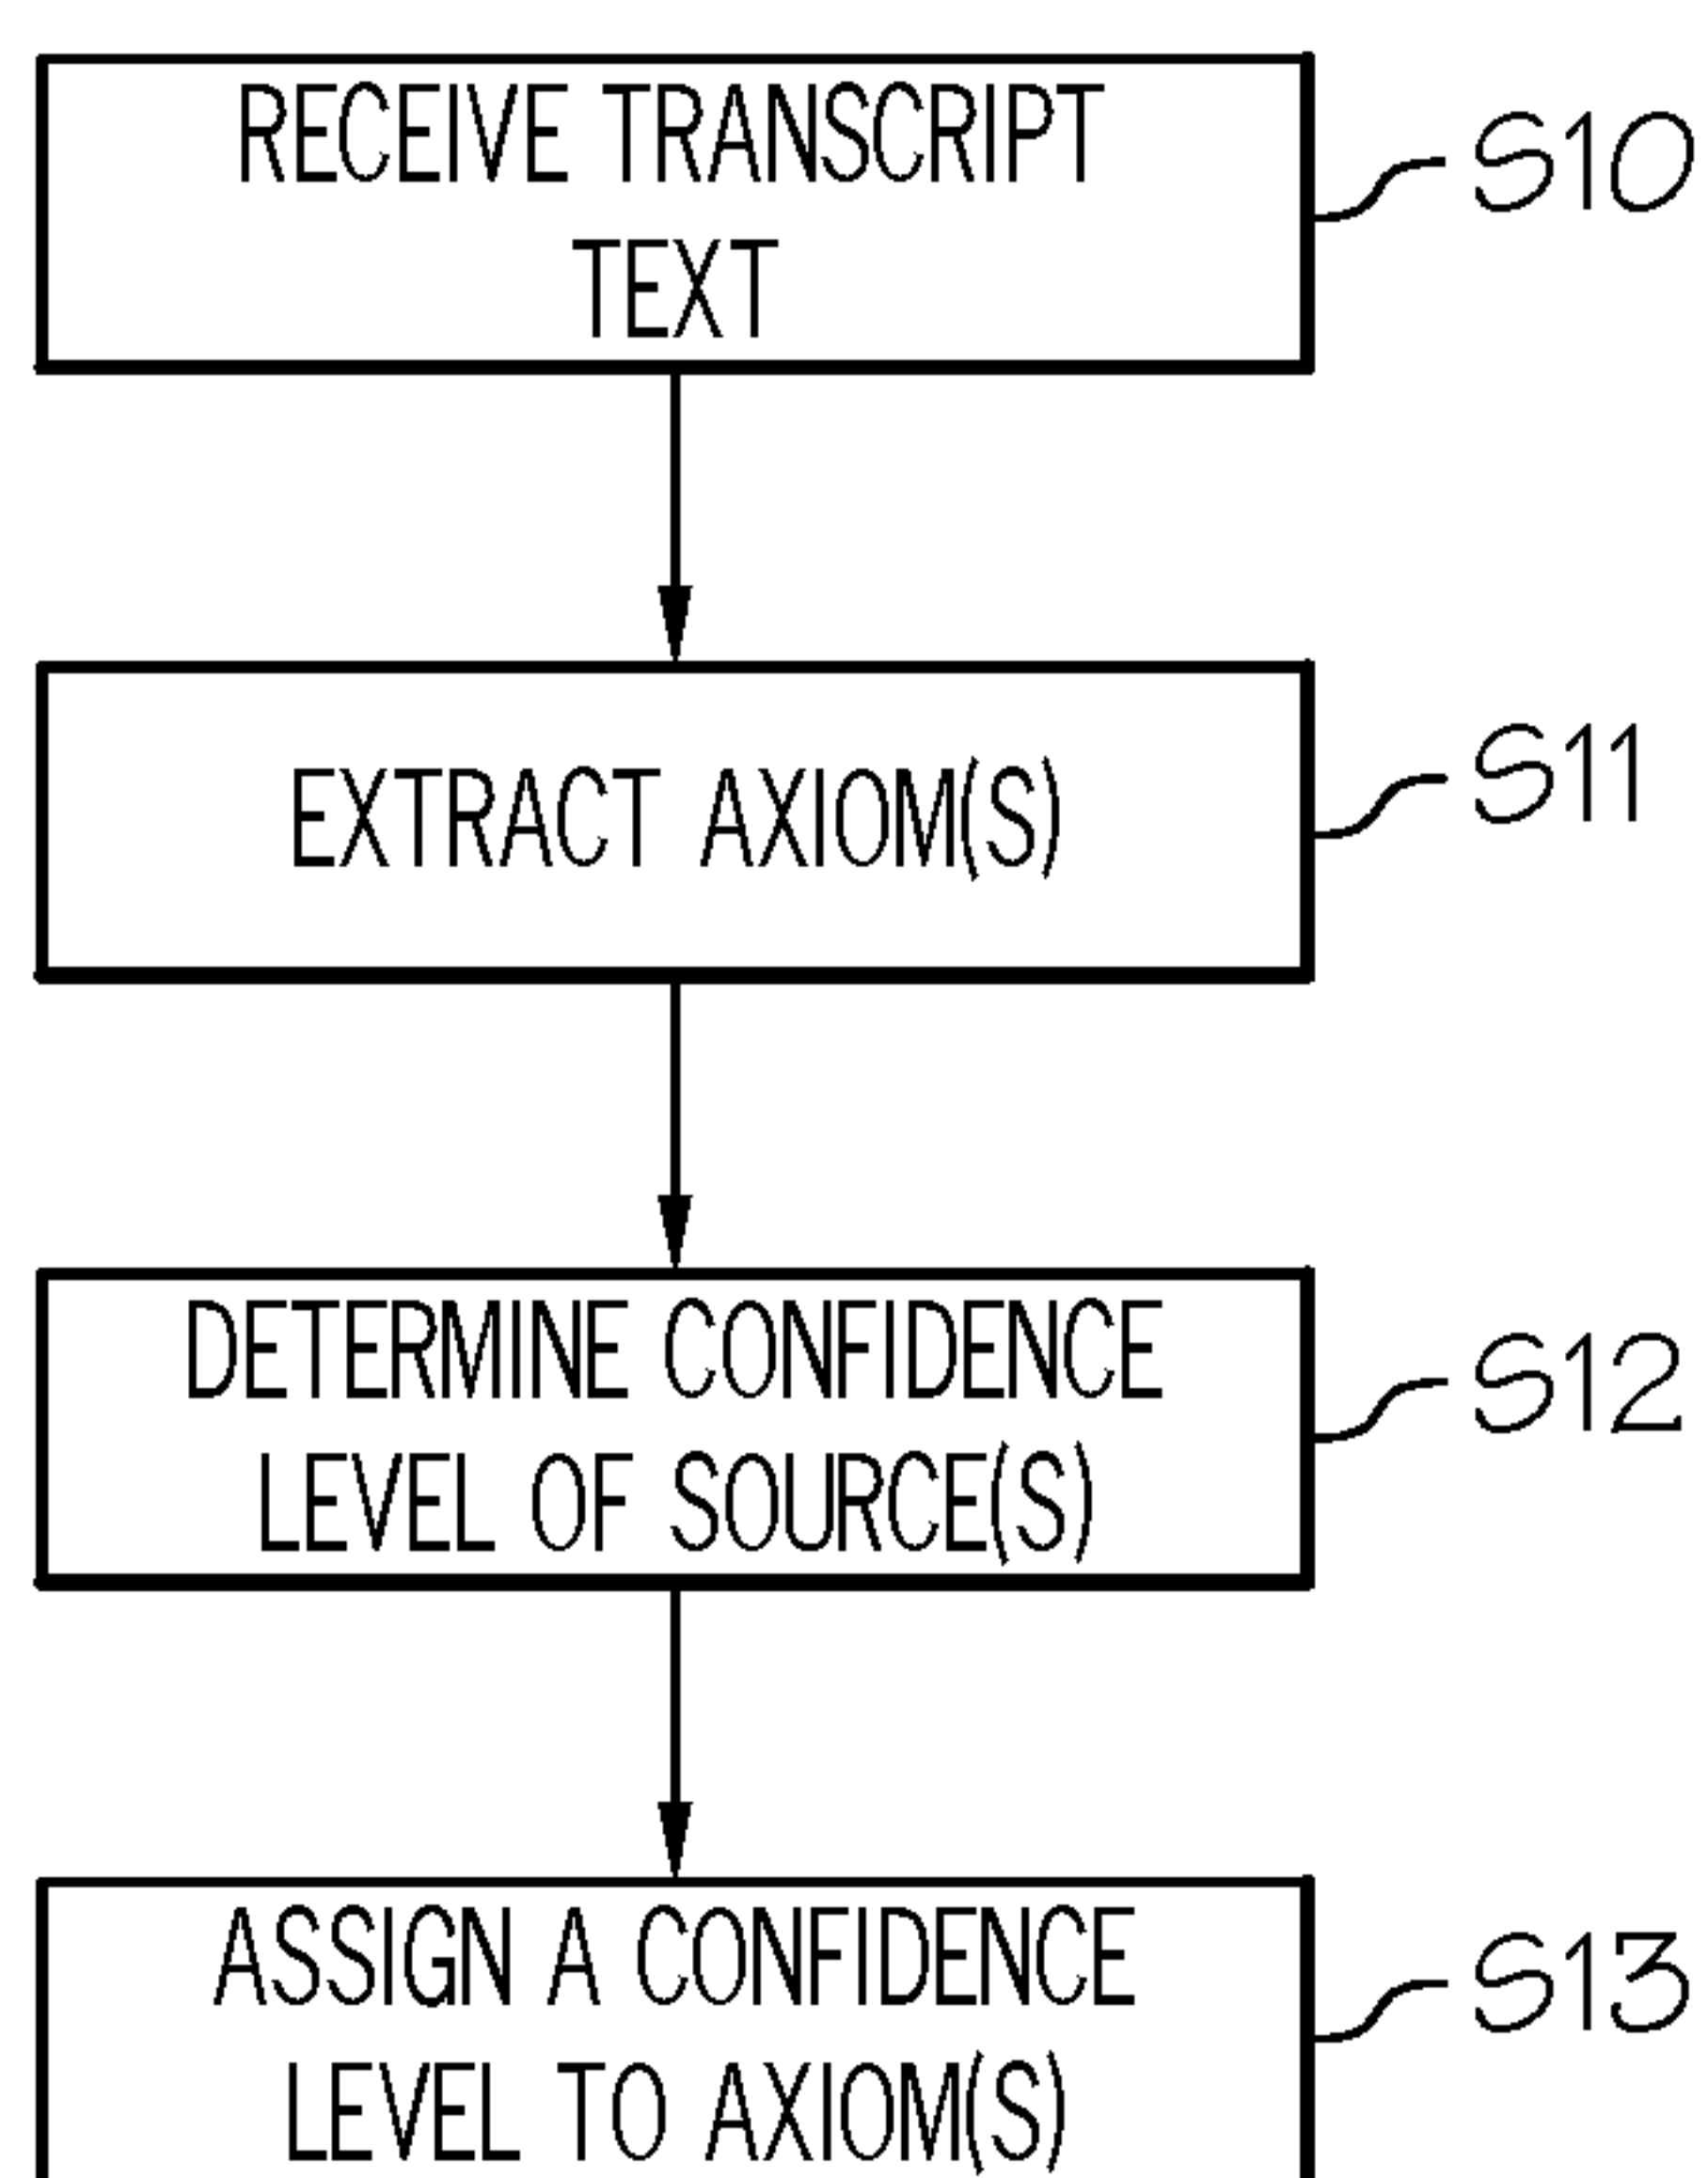 RECEIVE TRANSCRIPT
TEXT
S10
EXTRACT AXIOM(S)
S11
DETERMINE CONFIDENCE
LEVEL OF SOURCE(S)
S12
ASSIGN A CONFIDENCE
LEVEL TO AXIOM(S)
S13